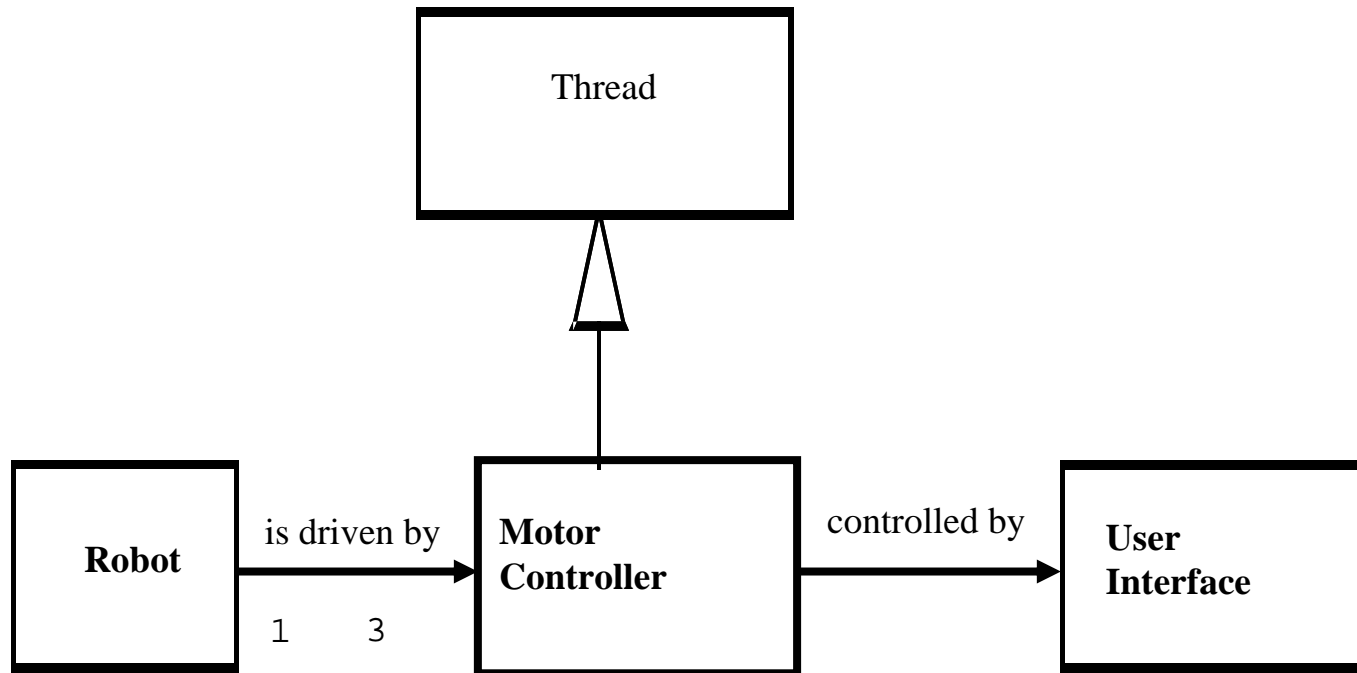 Thread
Robot
is driven by
1 3
Motor
Controller
controlled by
User
Interface